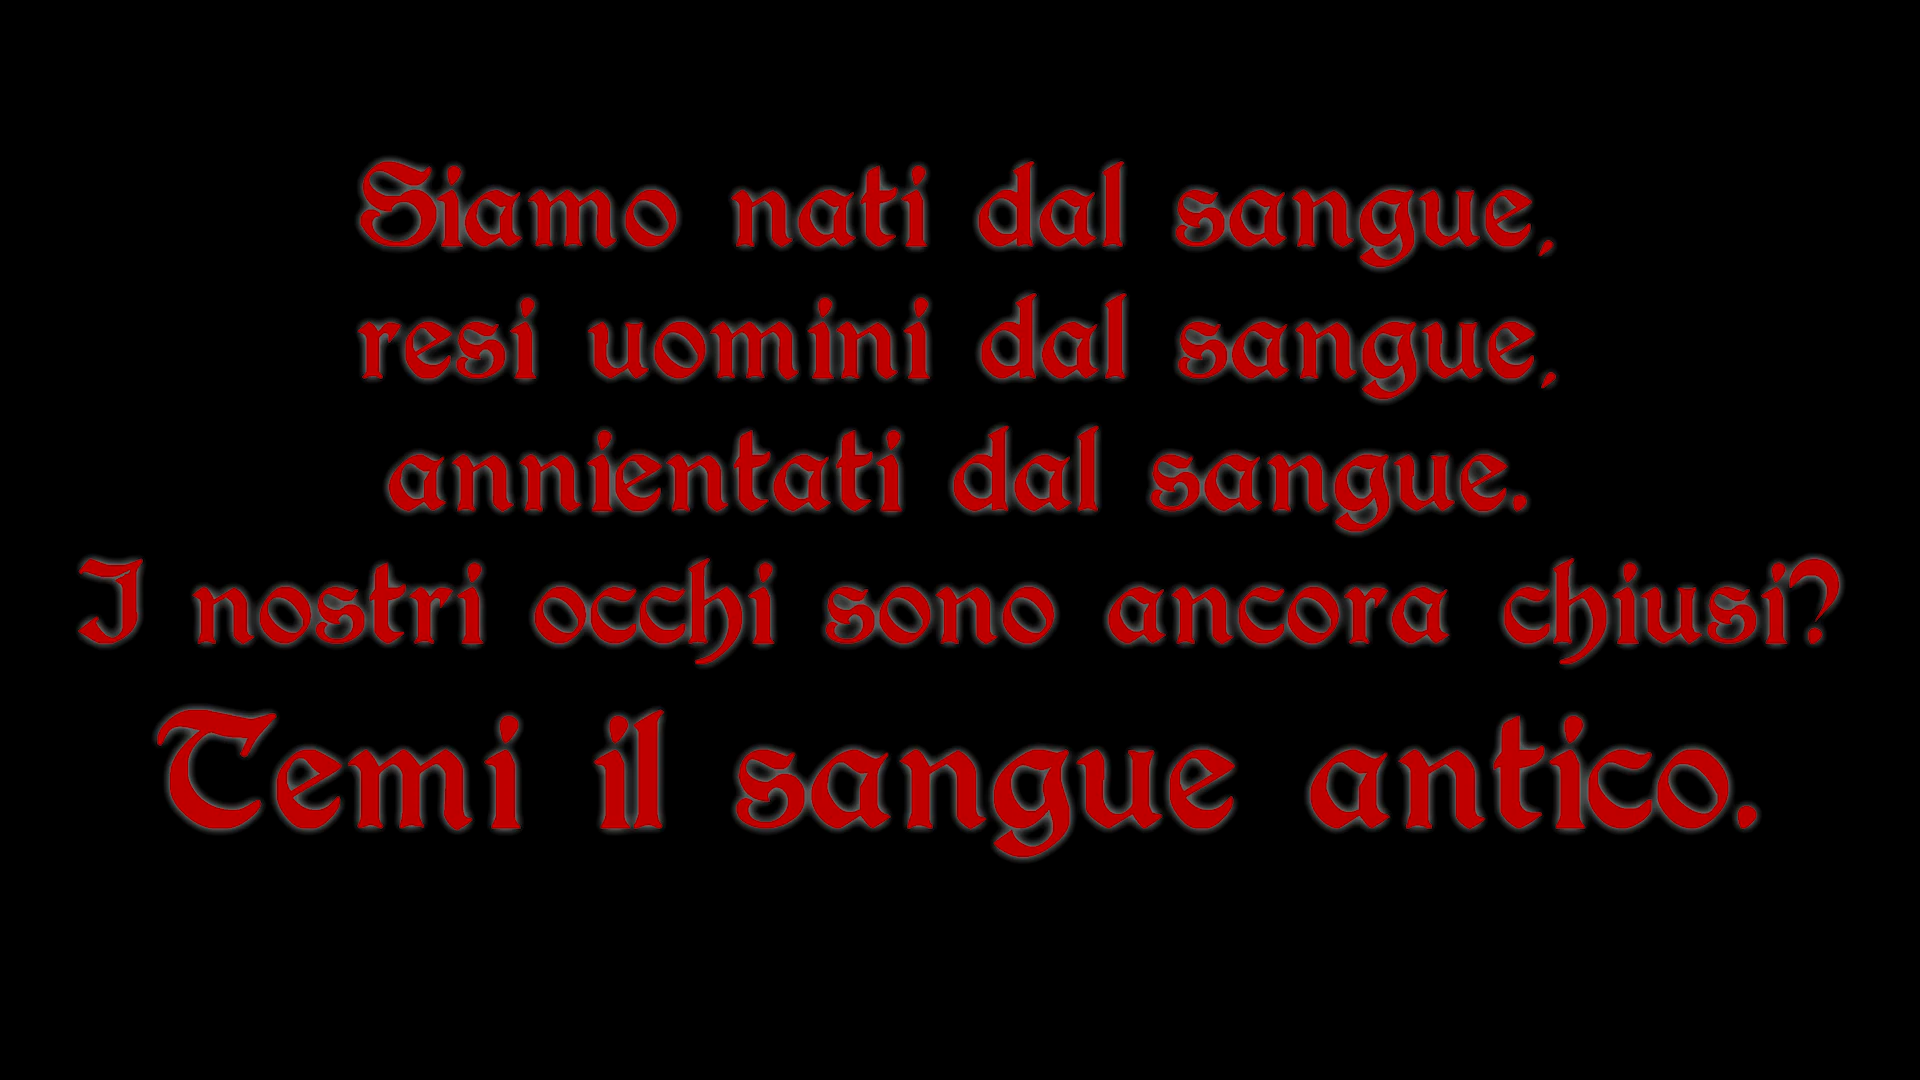 Siamo nati dal sangue,
resi uomini dal sangue,
annientati dal sangue.
I nostri occhi sono ancora chiusi?
Temi il sangue antico.